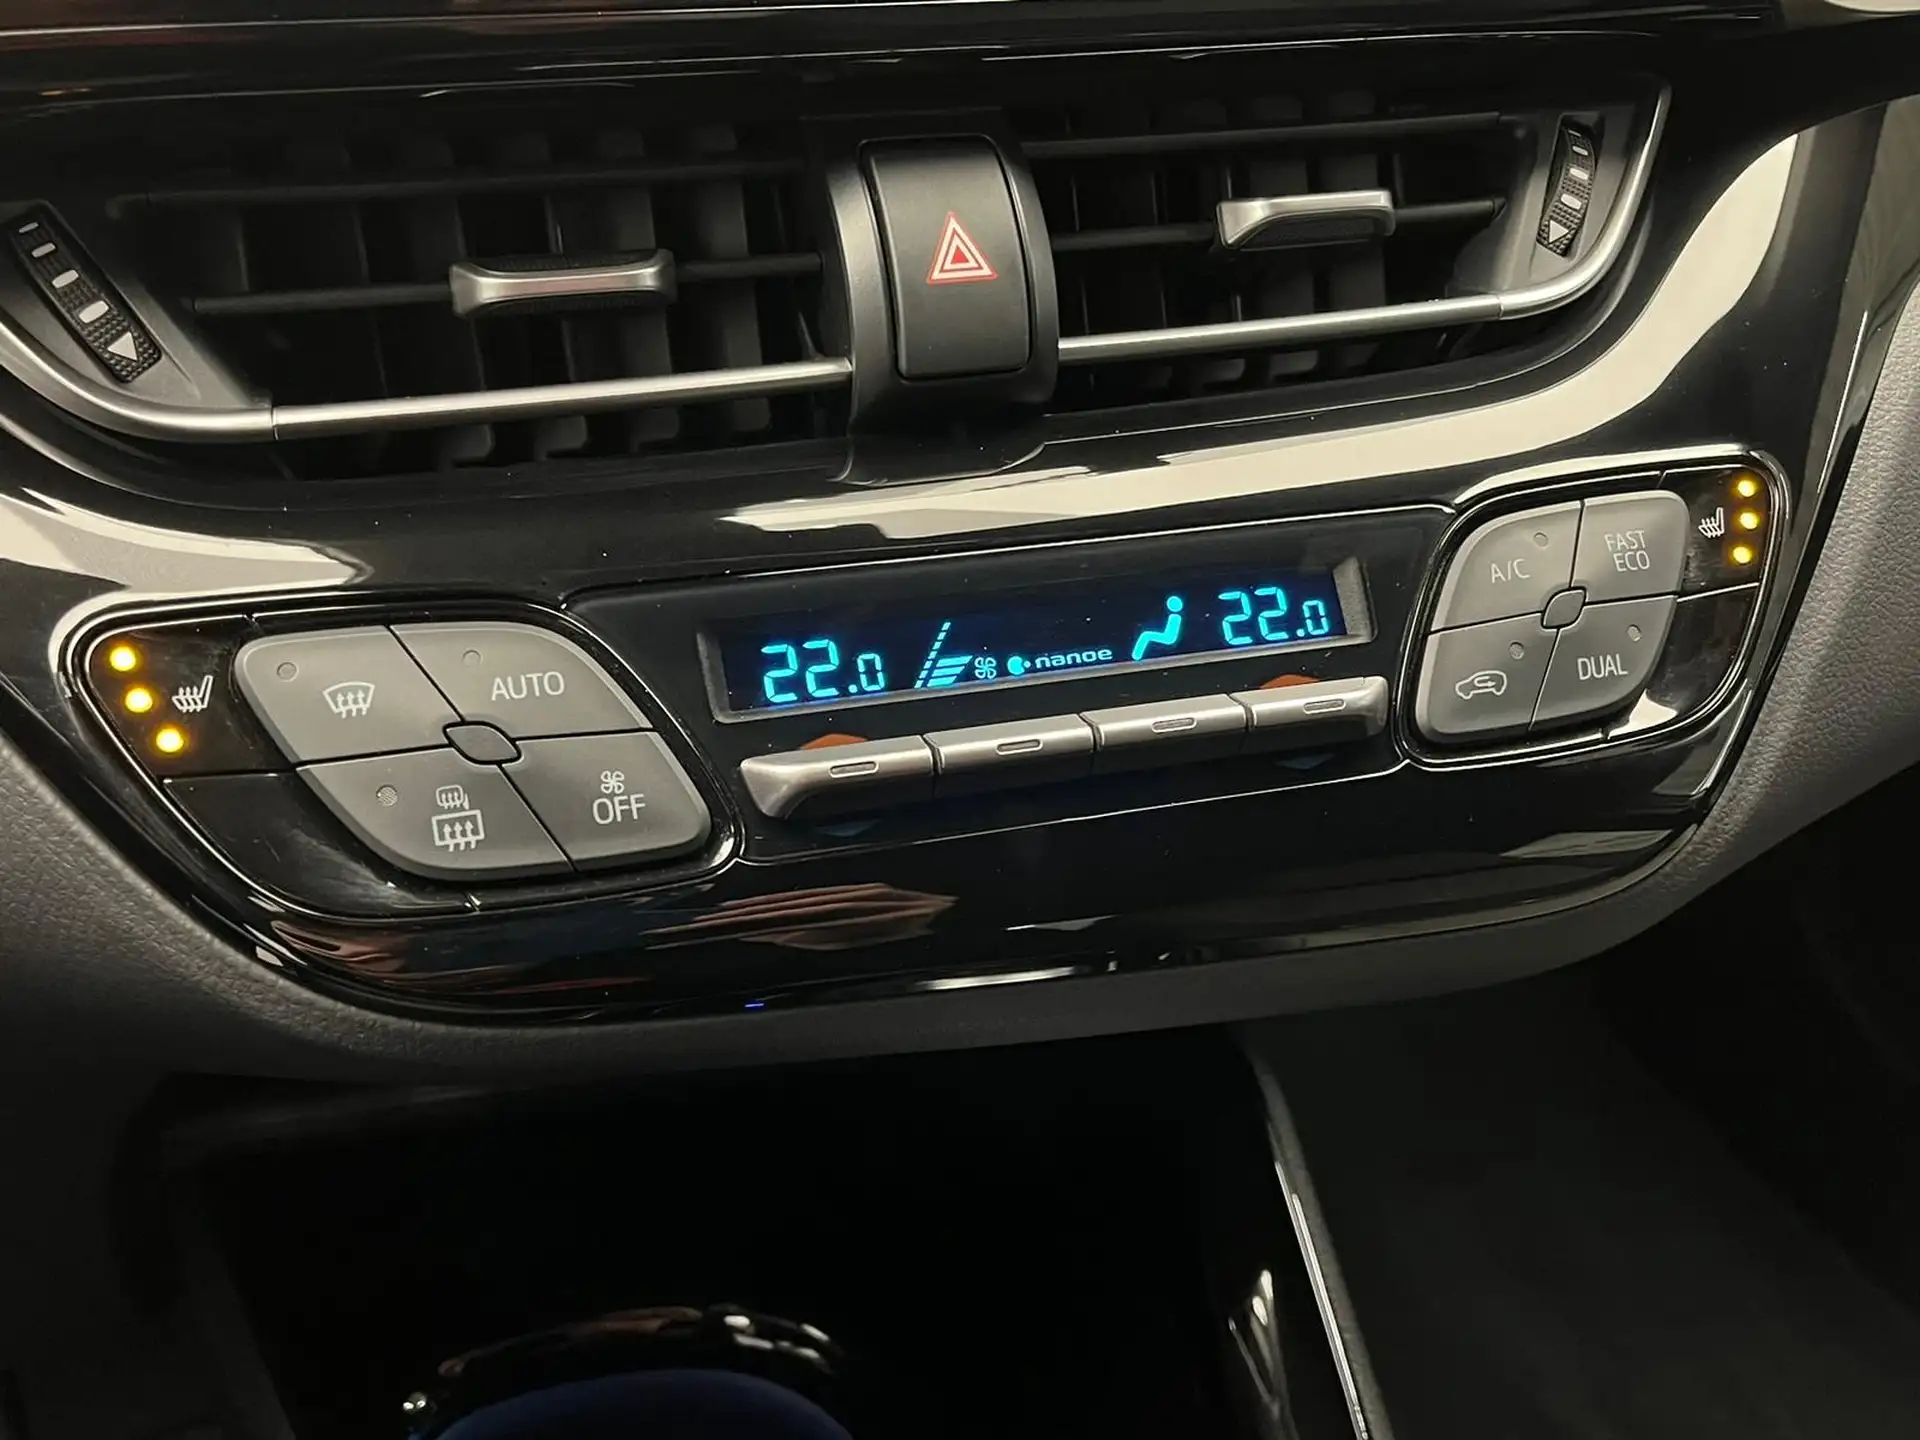 A/C
FAST
ECO
22.0 nanoe 22.0
AUTO
DUAL
OFF